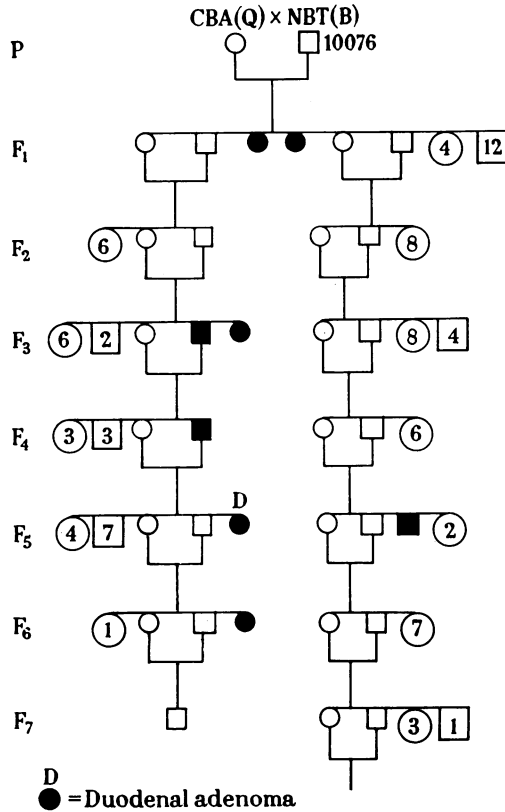 CBA(Q) × NBT(B)
P 10076
F₁ 4 12
F₂ 6 8
F₃ 6 2 8 4
F₄ 3 3 6
D
F₅ 4 7 2
F₆ 1 7
F₇ 3 1
D
= Duodenal adenoma